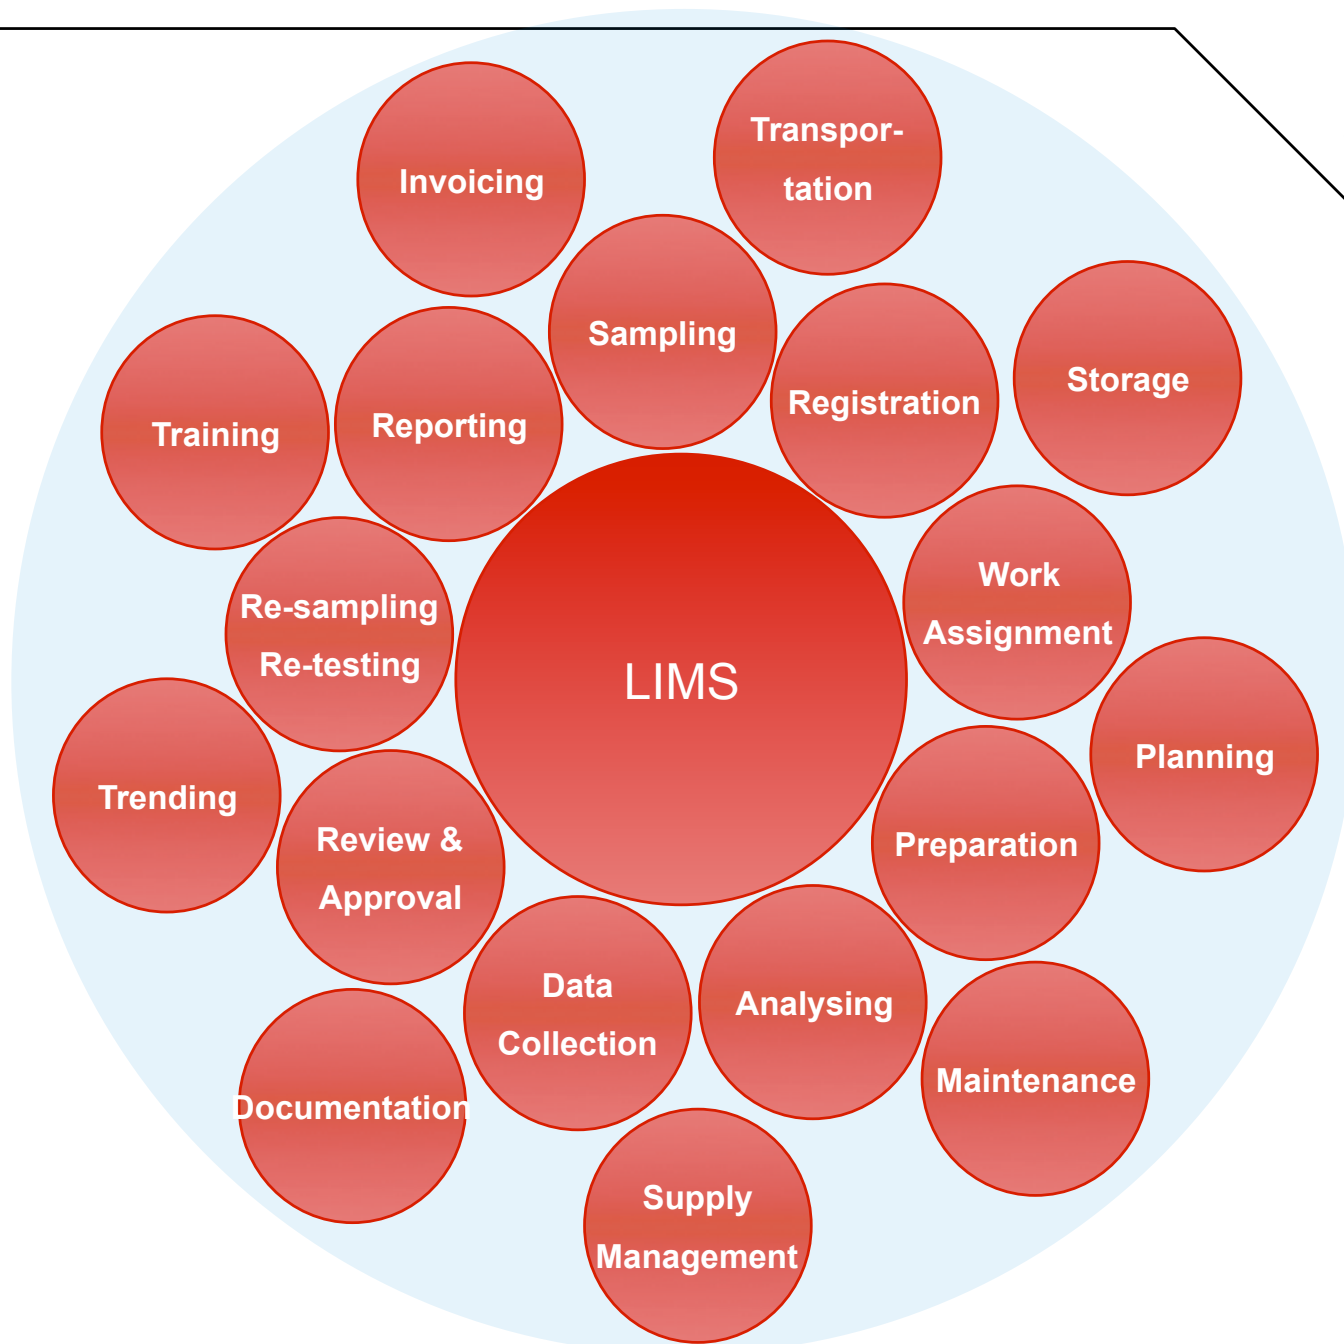 Transpor-
tation
Invoicing
Sampling
Storage
Registration
Reporting
Training
Work
Assignment
Re-sampling
Re-testing
LIMS
Planning
Trending
Review &
Approval
Preparation
Data
Collection
Analysing
Maintenance
Documentation
Supply
Management